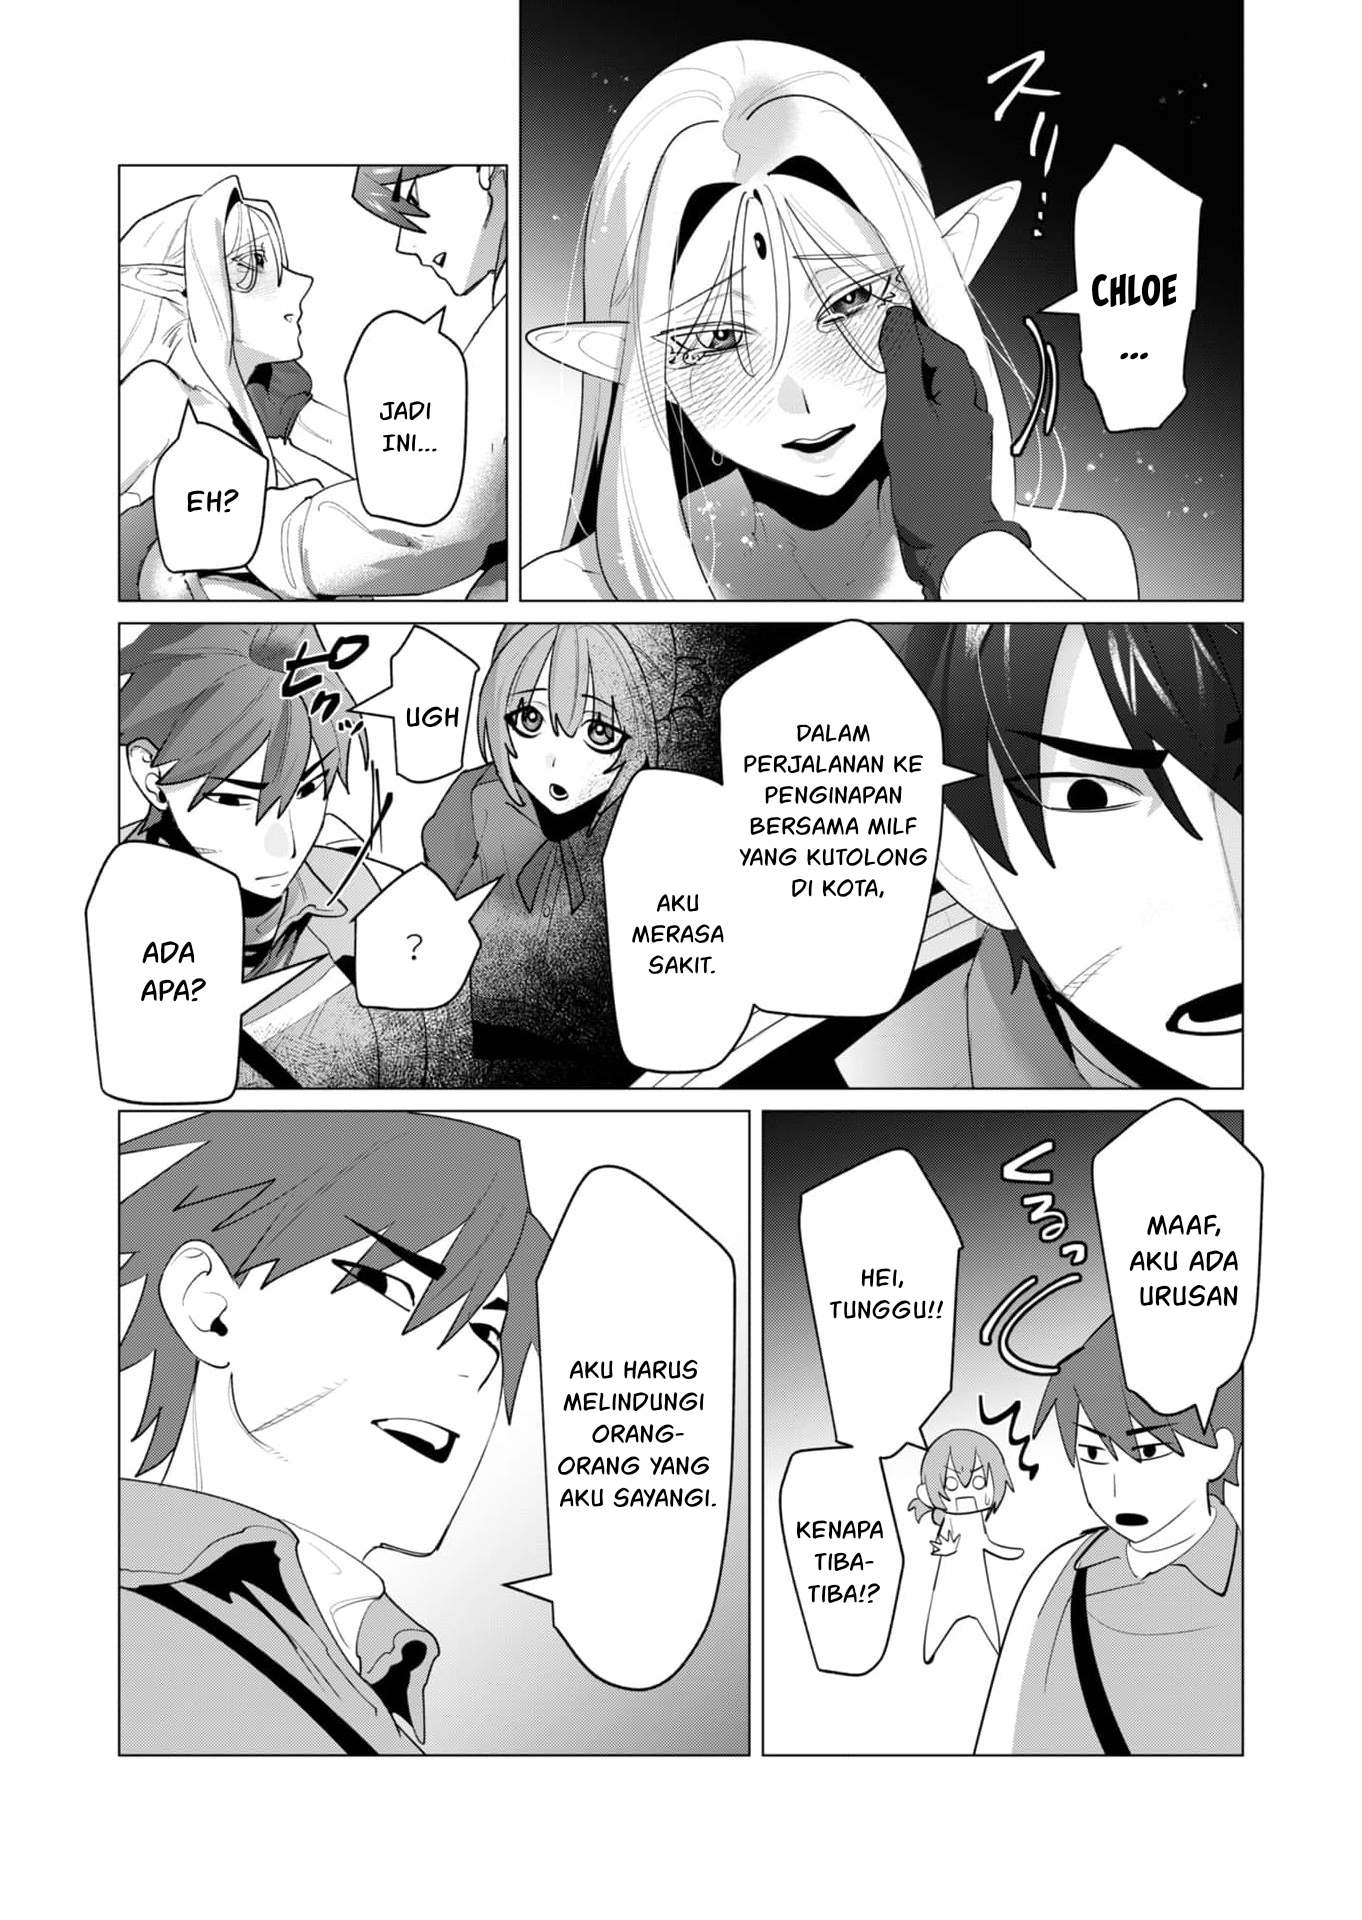 スリ…
CHLOE
...
JADI
INI...
EH?
DALAM
PERJALANAN KE
PENGINAPAN
BERSAMA MILF
YANG KUTOLONG
DI KOTA,
AKU
MERASA
SAKIT.
UGH
ピクッ
?
ADA
APA?
MAAF,
AKU ADA
URUSAN
くるっ
HEI,
TUNGGU!!
KENAPA
TIBA-
TIBA!?
AKU HARUS
MELINDUNGI
ORANG-
ORANG YANG
AKU SAYANGI.